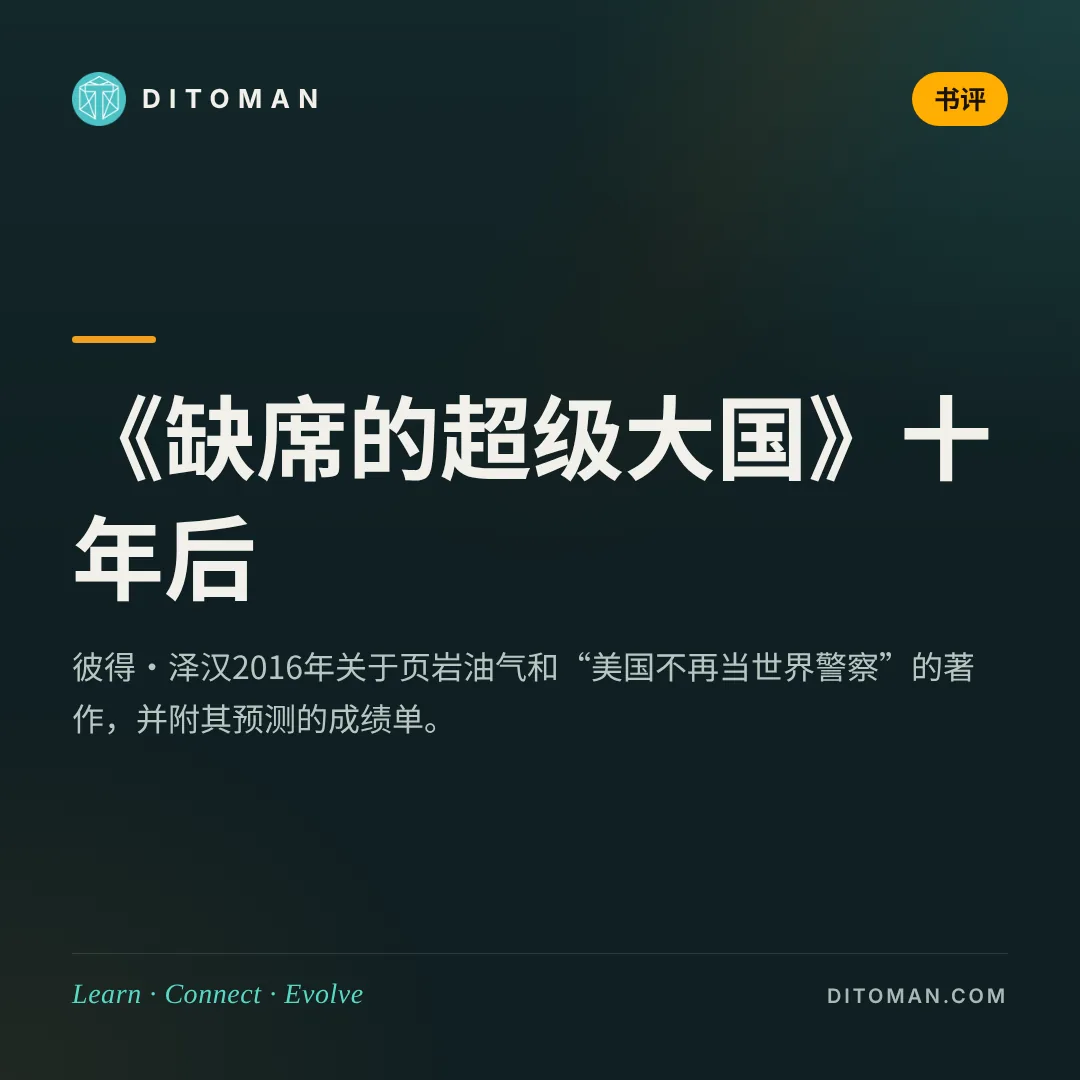 DITOMAN
书评
《缺席的超级大国》十
年后
彼得·泽汉2016年关于页岩油气和“美国不再当世界警察”的著
作，并附其预测的成绩单。
Learn · Connect · Evolve
DITOMAN.COM